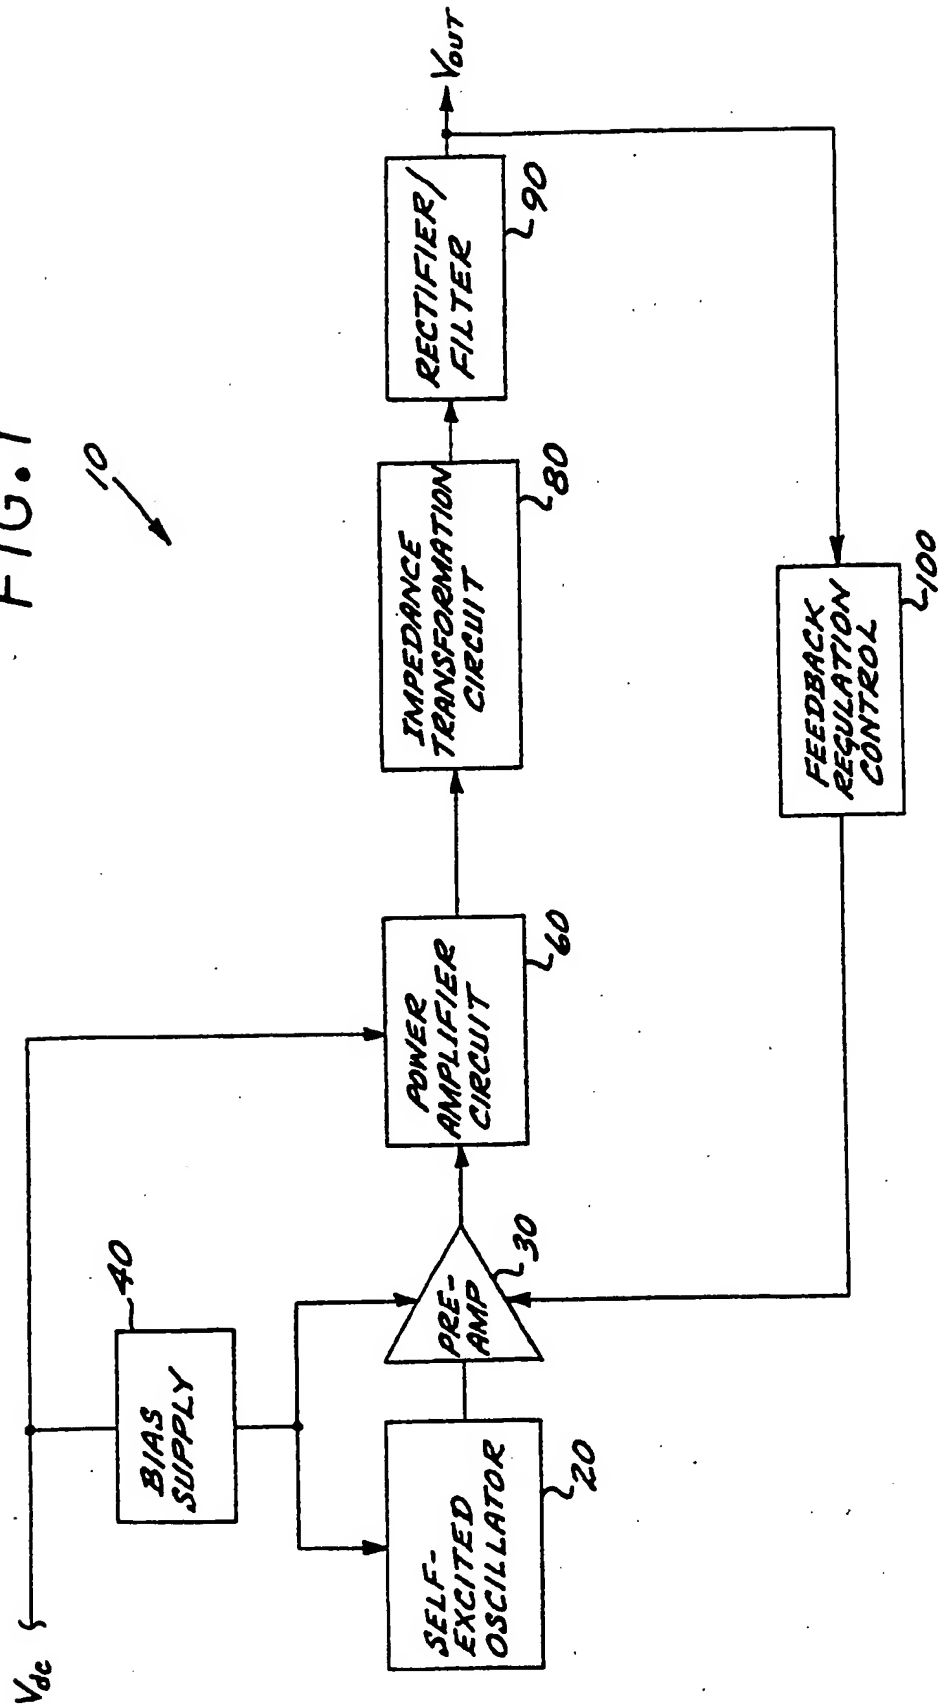 FIG. 1
10
Vdc
40
BIAS
SUPPLY
SELF-
EXCITED
OSCILLATOR
20
PRE-
AMP
30
POWER
AMPLIFIER
CIRCUIT
60
IMPEDANCE
TRANSFORMATION
CIRCUIT
80
RECTIFIER/
FILTER
90
VOUT
FEEDBACK
REGULATION
CONTROL
100